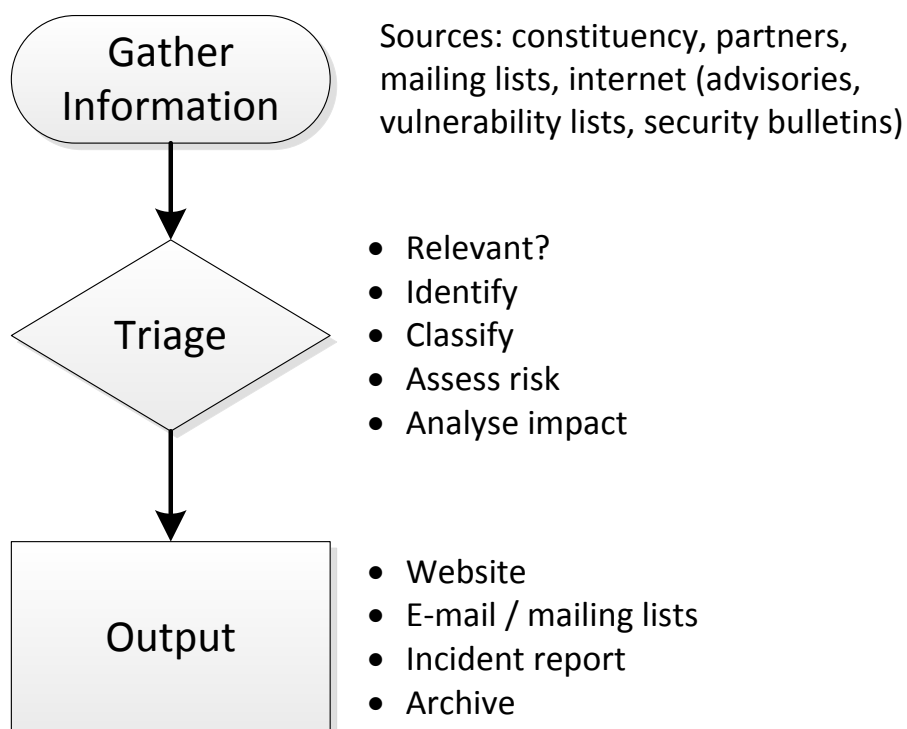 Gather
Information
Sources: constituency, partners,
mailing lists, internet (advisories,
vulnerability lists, security bulletins)
Triage
• Relevant?
• Identify
• Classify
• Assess risk
• Analyse impact
Output
• Website
• E-mail / mailing lists
• Incident report
• Archive